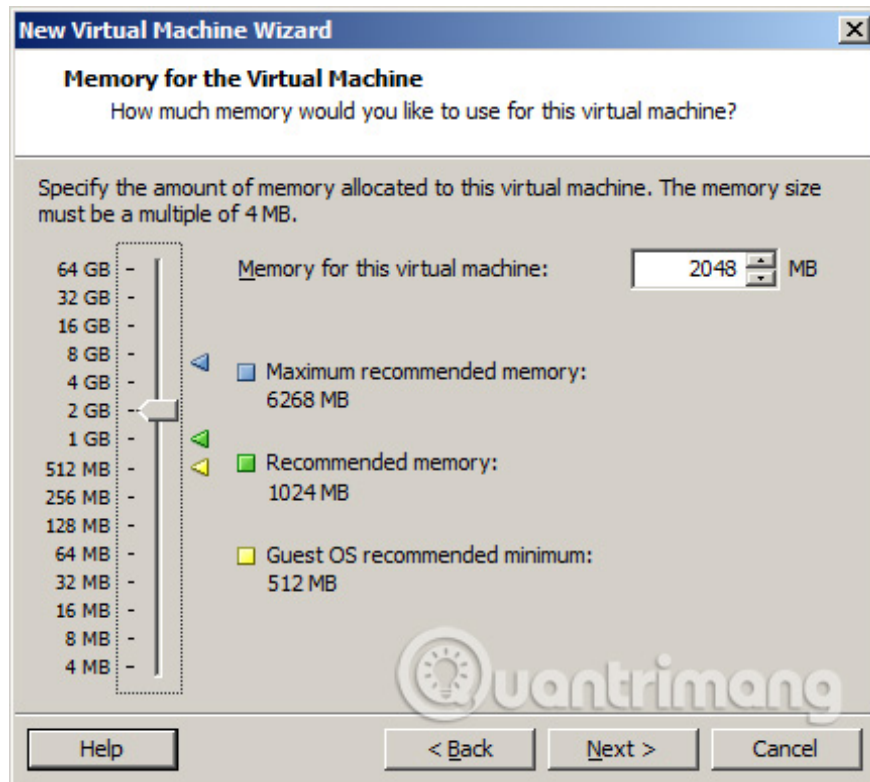 New Virtual Machine Wizard
Memory for the Virtual Machine
How much memory would you like to use for this virtual machine?
Specify the amount of memory allocated to this virtual machine. The memory size
must be a multiple of 4 MB.
64 GB
32 GB
16 GB
8 GB
4 GB
2 GB
1 GB
512 MB
256 MB
128 MB
64 MB
32 MB
16 MB
8 MB
4 MB
Memory for this virtual machine: 2048 MB
Maximum recommended memory:
6268 MB
Recommended memory:
1024 MB
Guest OS recommended minimum:
512 MB
Quantrimang
Help < Back Next > Cancel